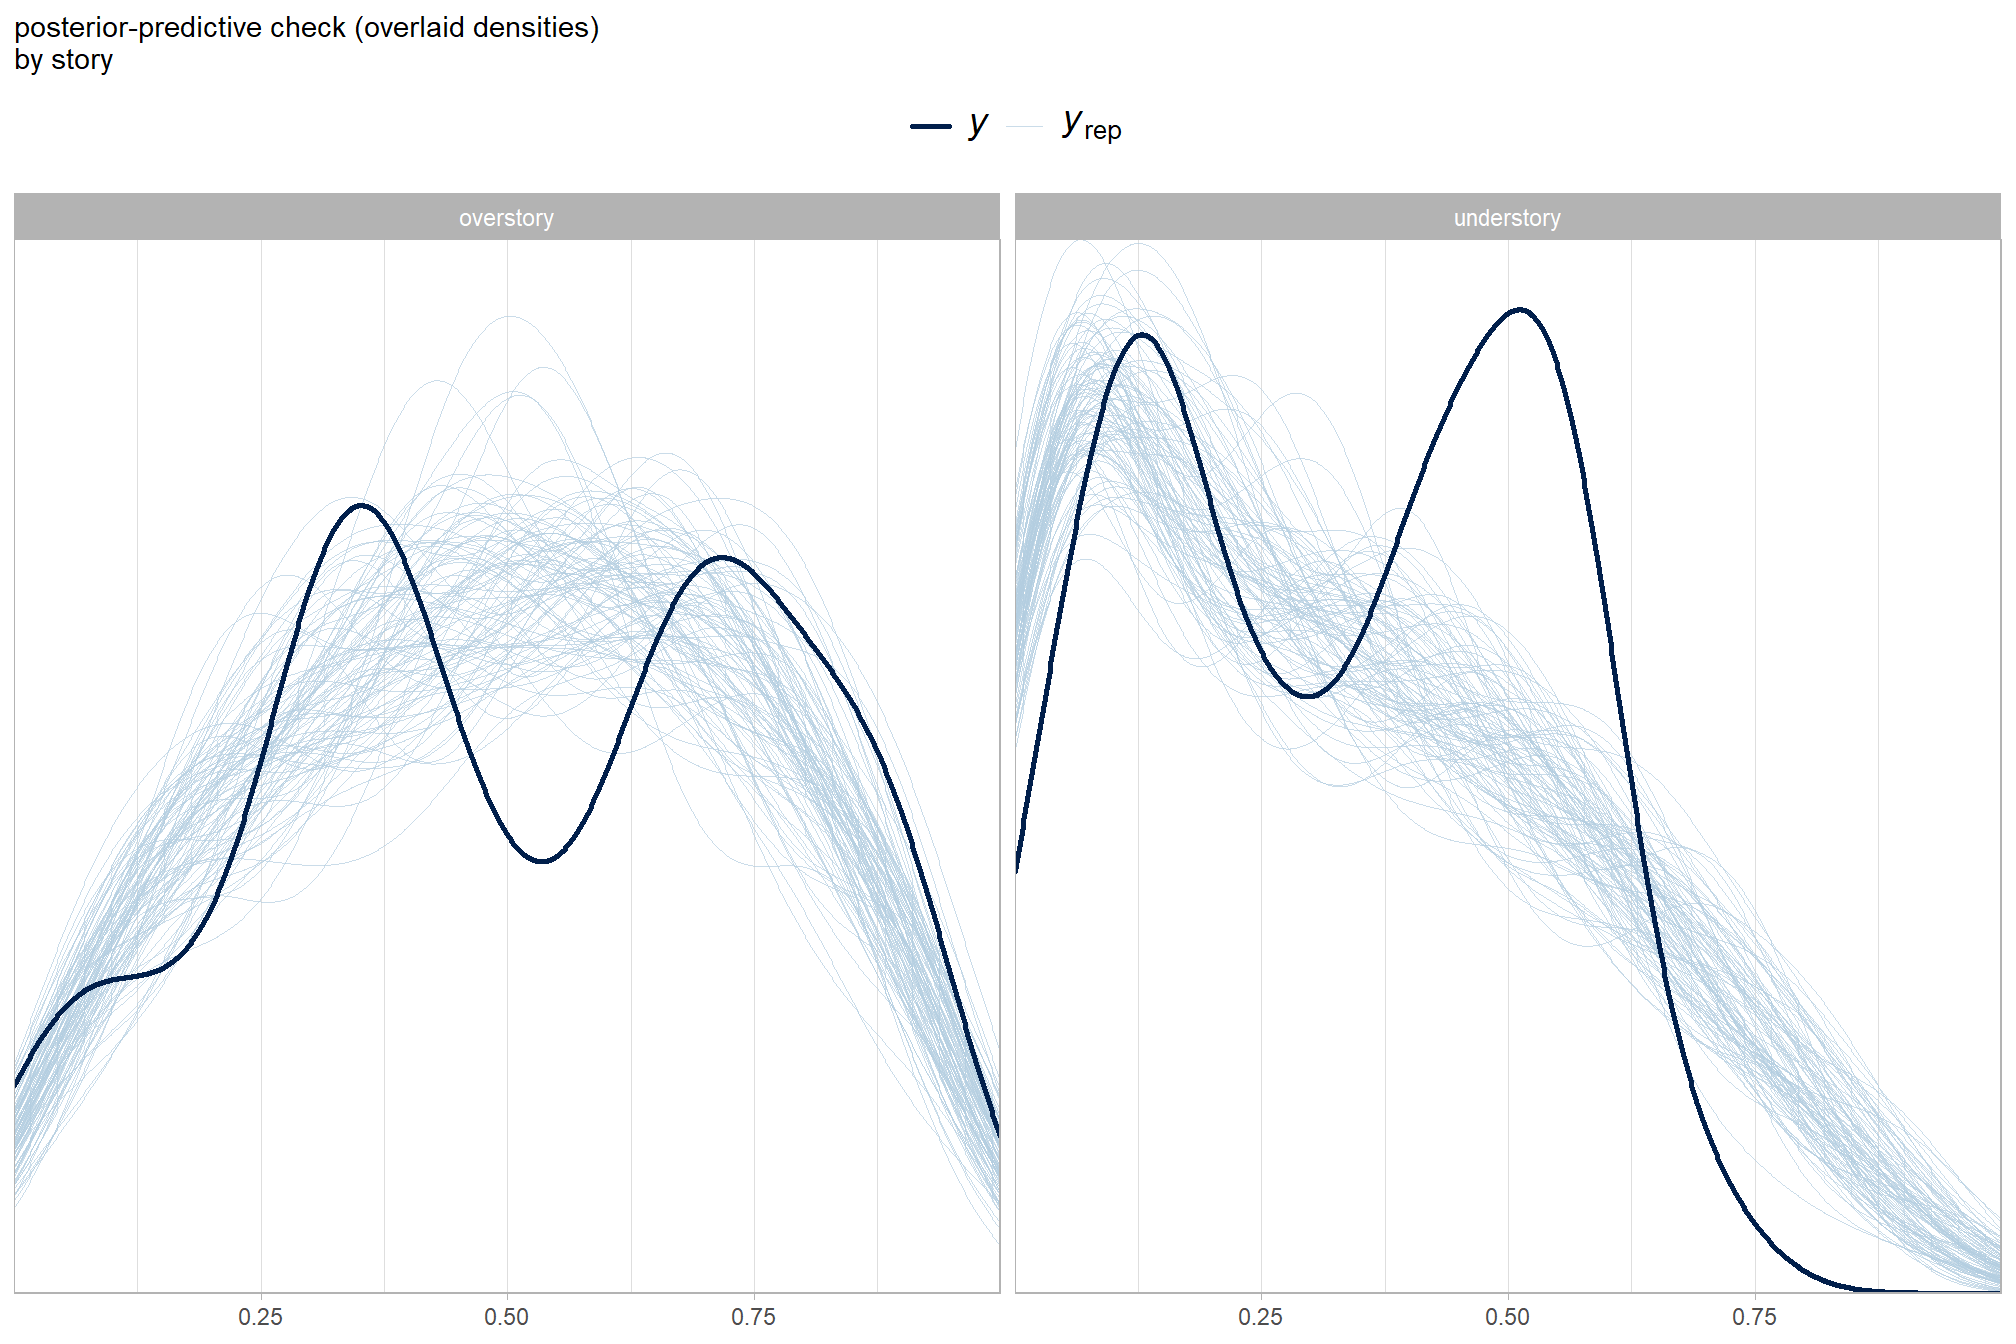 posterior-predictive check (overlaid densities)
by story
y y rep
overstory understory
0.25 0.50 0.75 0.25 0.50 0.75